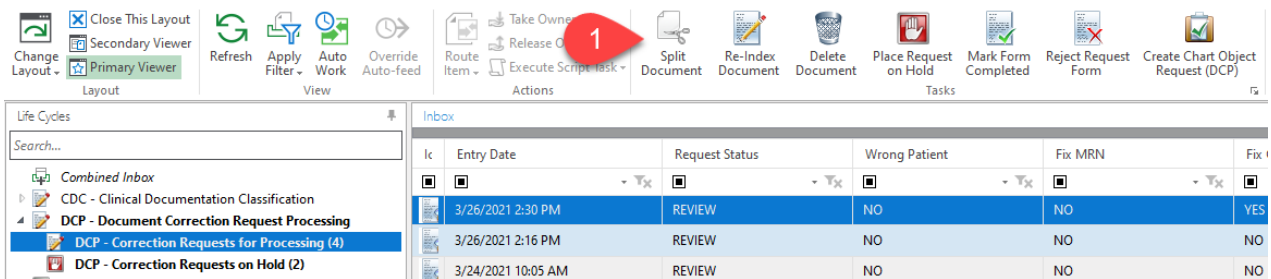 Close This Layout
Secondary Viewer
Primary Viewer
Change
Layout
Layout
Refresh
Apply
Filter
Auto
Work
Override
Auto-feed
View
Route
Item
Take Owne
Release O
Execute Script Task
Actions
1
Split
Document
Re-Index
Document
Delete
Document
Place Request
on Hold
Mark Form
Completed
Reject Request
Form
Create Chart Object
Request (DCP)
Tasks
Life Cycles
Search...
Combined Inbox
CDC - Clinical Documentation Classification
DCP - Document Correction Request Processing
DCP - Correction Requests for Processing (4)
DCP - Correction Requests on Hold (2)
Inbox
Ic Entry Date Request Status Wrong Patient Fix MRN Fix
3/26/2021 2:30 PM REVIEW NO NO YES
3/26/2021 2:16 PM REVIEW NO NO NO
3/24/2021 10:05 AM REVIEW NO NO NO